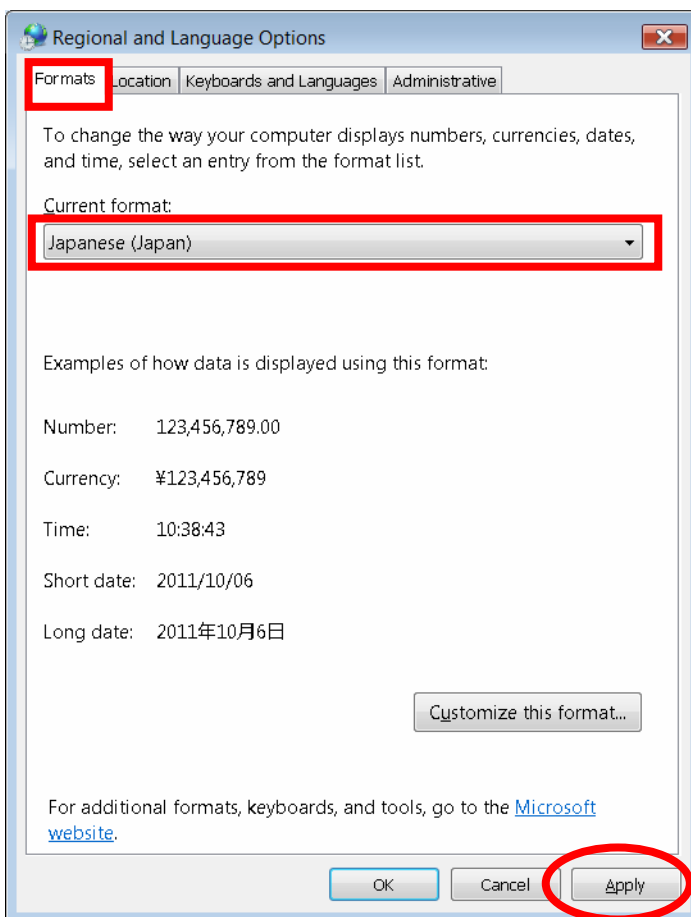 Regional and Language Options
Formats Location Keyboards and Languages Administrative
To change the way your computer displays numbers, currencies, dates,
and time, select an entry from the format list.
Current format:
Japanese (Japan)
Examples of how data is displayed using this format:
Number: 123,456,789.00
Currency: ¥123,456,789
Time: 10:38:43
Short date: 2011/10/06
Long date: 2011年10月6日
Customize this format...
For additional formats, keyboards, and tools, go to the Microsoft
website.
OK Cancel Apply